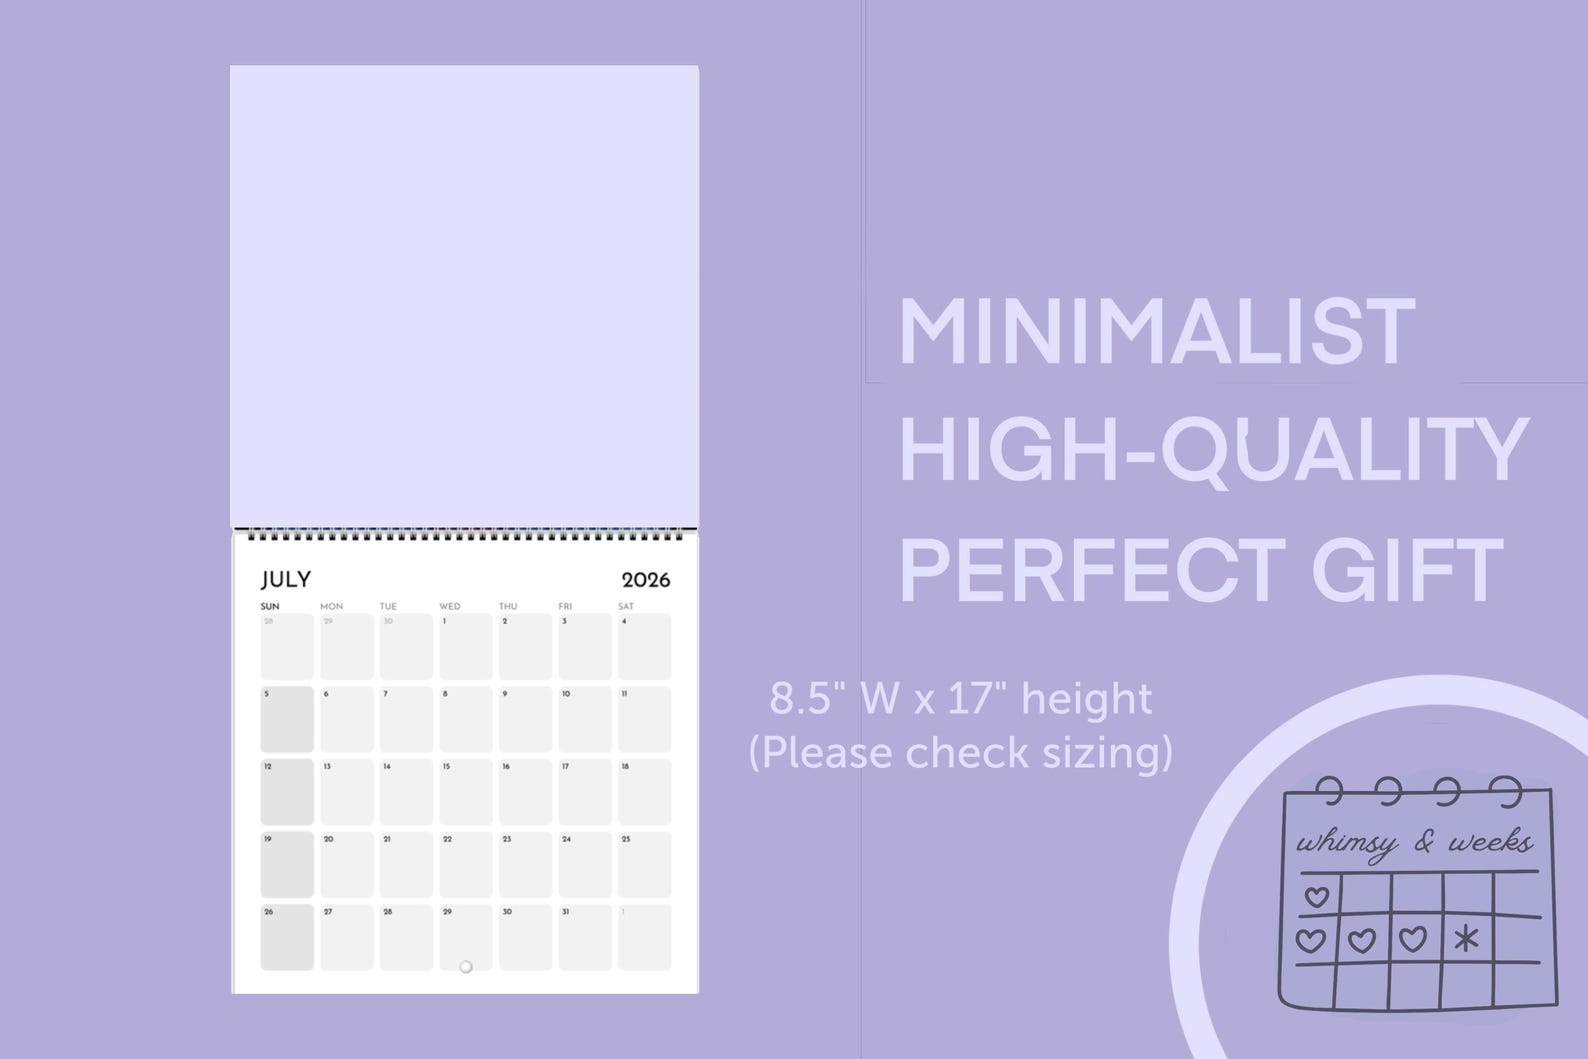 JULY 2026
SUN MON TUE WED THU FRI SAT
28 29 30 1 2 3 4
5 6 7 8 9 10 11
12 13 14 15 16 17 18
19 20 21 22 23 24 25
26 27 28 29 30 31 1
MINIMALIST
HIGH-QUALITY
PERFECT GIFT
8.5" W x 17" height
(Please check sizing)
whimsy & weeks